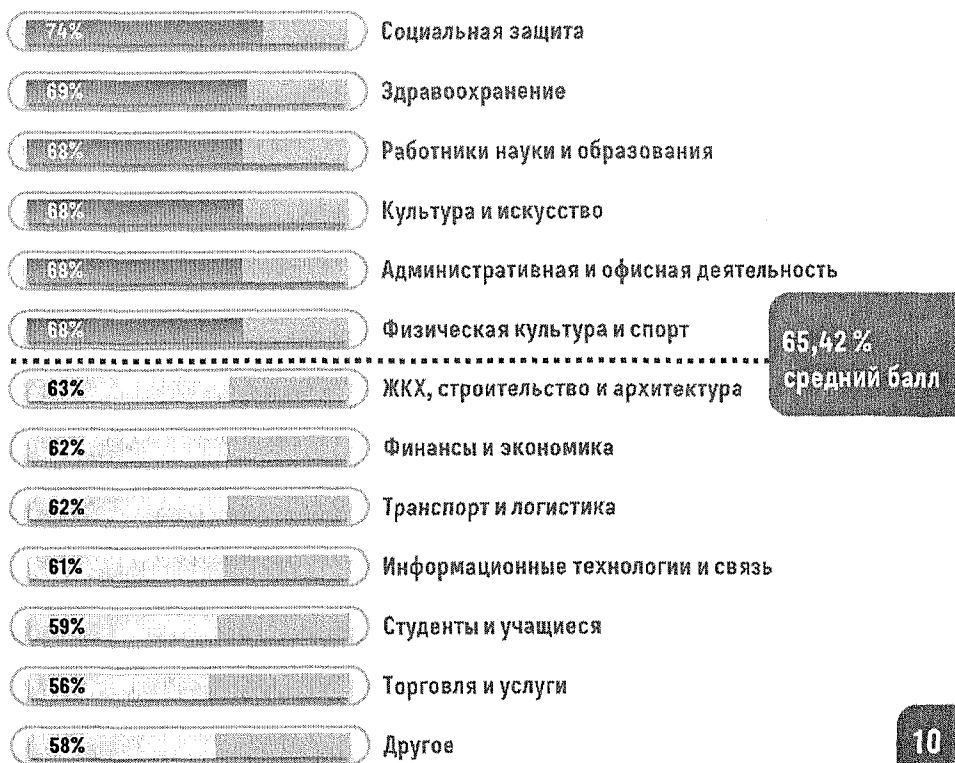 74% Социальная защита
69% Здравоохранение
68% Работники науки и образования
68% Культура и искусство
68% Административная и офисная деятельность
68% Физическая культура и спорт
65,42 %
средний балл
63% ЖКХ, строительство и архитектура
62% Финансы и экономика
62% Транспорт и логистика
61% Информационные технологии и связь
59% Студенты и учащиеся
56% Торговля и услуги
58% Другое
10